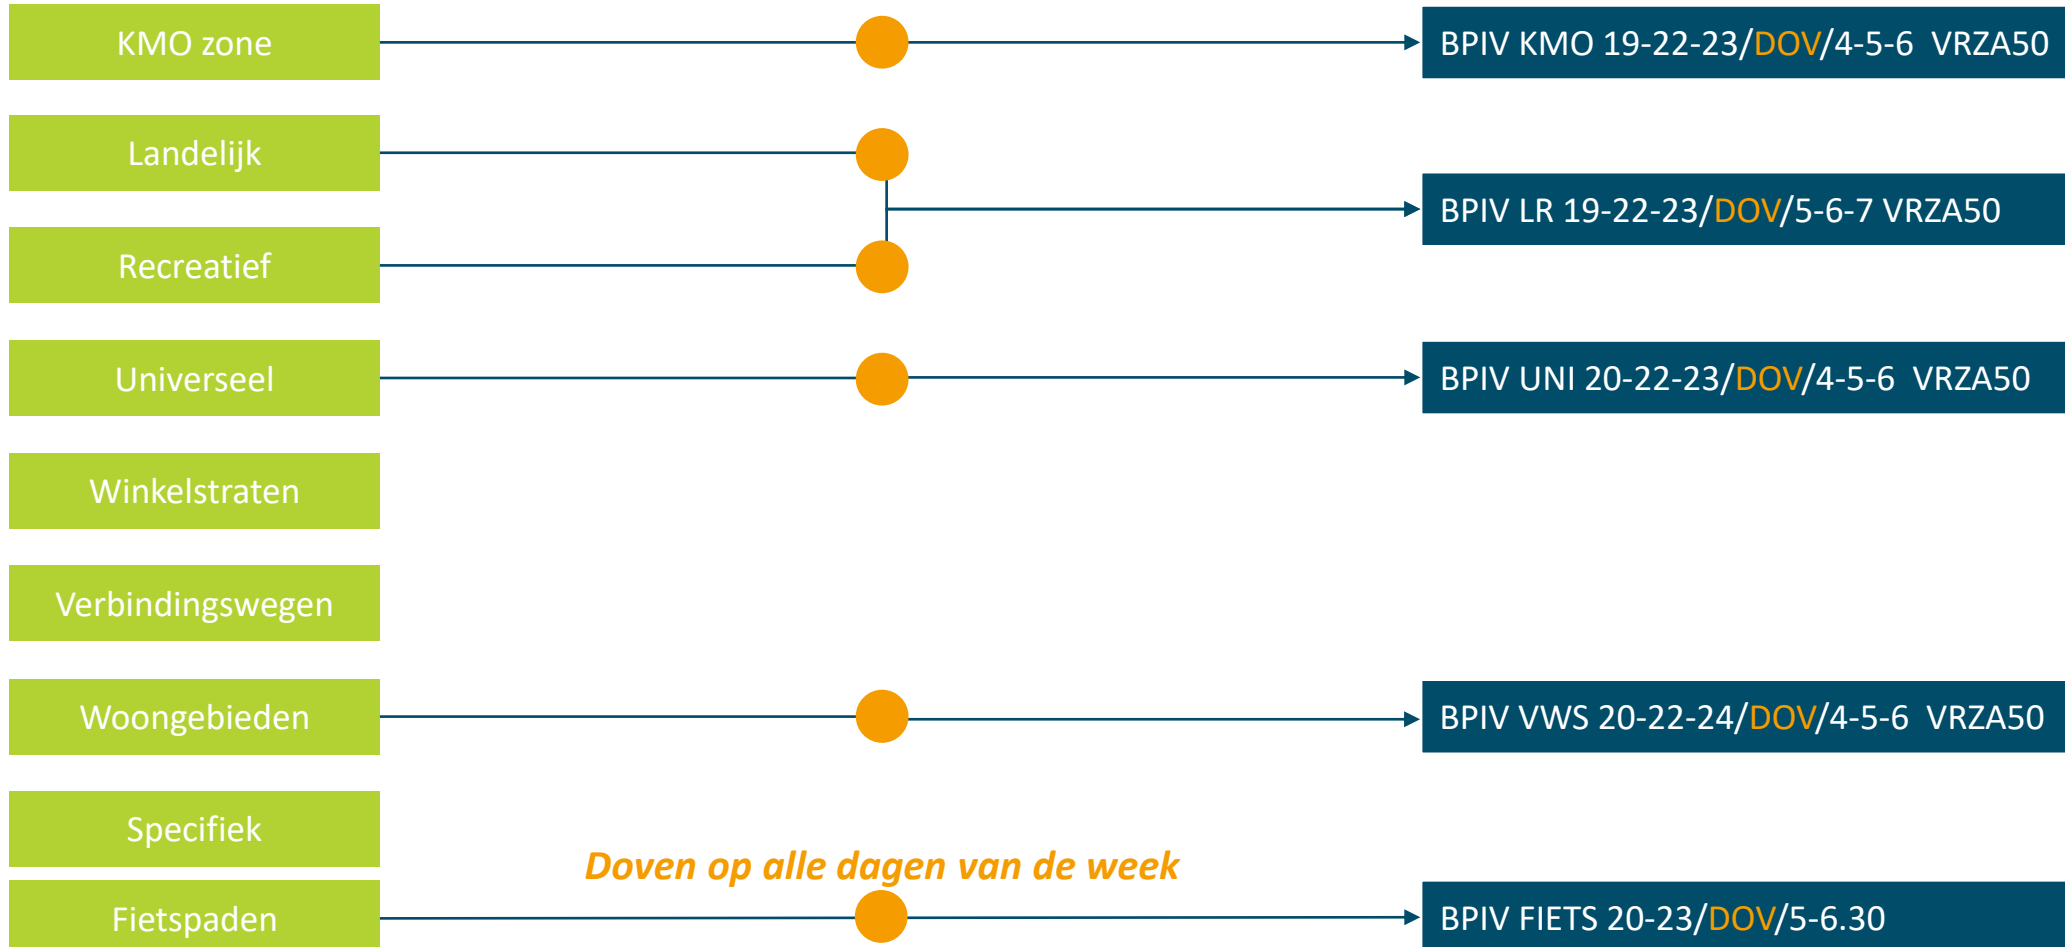 KMO zone
BPIV KMO 19-22-23/DOV/4-5-6 VRZA50
Landelijk
BPIV LR 19-22-23/DOV/5-6-7 VRZA50
Recreatief
Universeel
BPIV UNI 20-22-23/DOV/4-5-6 VRZA50
Winkelstraten
Verbindingswegen
Woongebieden
BPIV VWS 20-22-24/DOV/4-5-6 VRZA50
Specifiek
Doven op alle dagen van de week
Fietspaden
BPIV FIETS 20-23/DOV/5-6.30